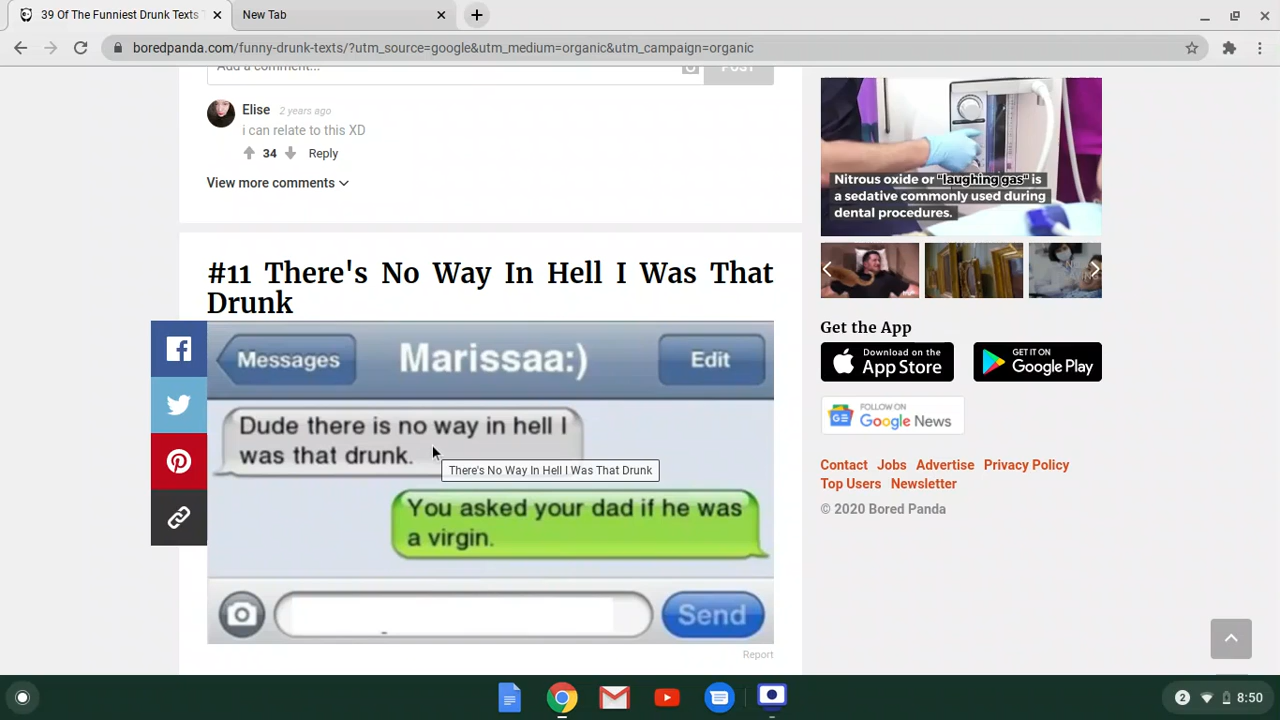 39 Of The Funniest Drunk Texts
New Tab
boredpanda.com/funny-drunk-texts/?utm_source=google&utm_medium=organic&utm_campaign=organic
Add a comment...
POST
Elise 2 years ago
i can relate to this XD
34 Reply
View more comments
#11 There's No Way In Hell I Was That
Drunk
Messages
Marissaa:)
Edit
Dude there is no way in hell I
was that drunk.
There's No Way In Hell I Was That Drunk
You asked your dad if he was
a virgin.
Send
Report
Nitrous oxide or "laughing gas" is
a sedative commonly used during
dental procedures.
Get the App
Download on the
App Store
GET IT ON
Google Play
FOLLOW ON
Google News
Contact Jobs Advertise Privacy Policy
Top Users Newsletter
© 2020 Bored Panda
2
8:50